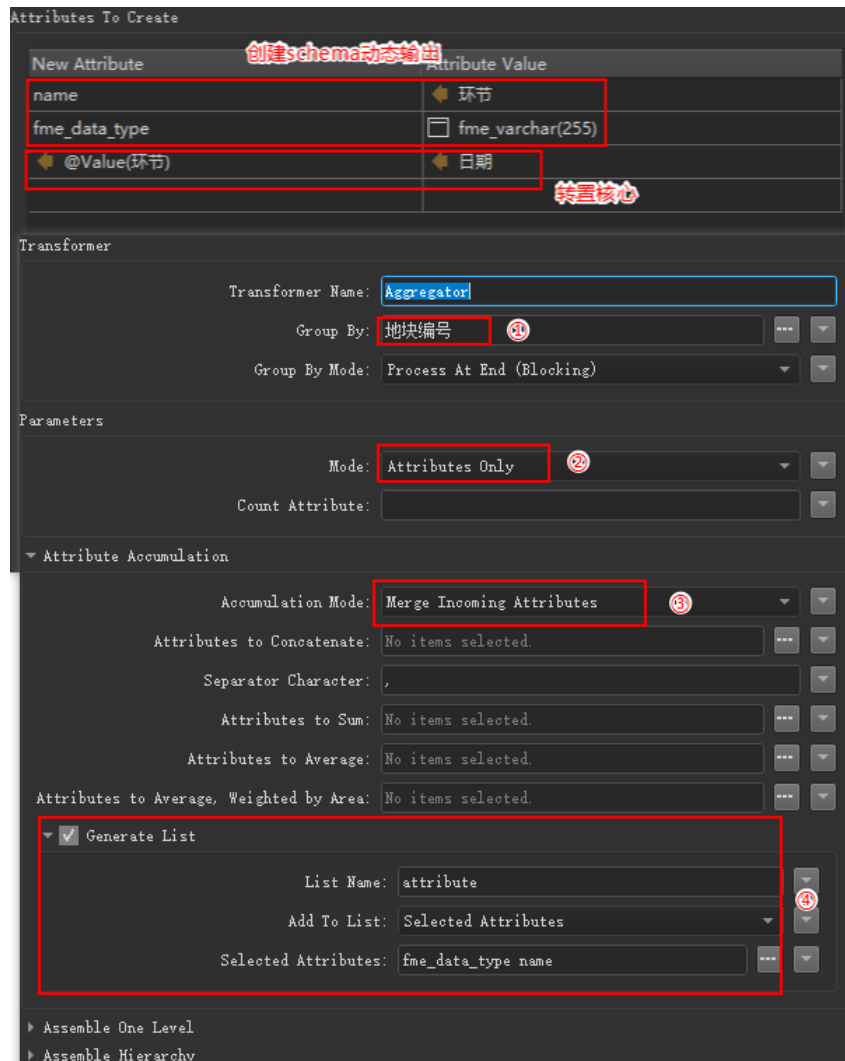 Attributes To Create
创建schema动态输出
New Attribute Attribute Value
name 环节
fme_data_type fme_varchar(255)
@Value(环节) 日期
转置核心
Transformer
Transformer Name: Aggregator
Group By: 地块编号 ①
Group By Mode: Process At End (Blocking)
Parameters
Mode: Attributes Only ②
Count Attribute:
Attribute Accumulation
Accumulation Mode: Merge Incoming Attributes ③
Attributes to Concatenate: No items selected.
Separator Character: ,
Attributes to Sum: No items selected.
Attributes to Average: No items selected.
Attributes to Average, Weighted by Area: No items selected.
Generate List
List Name: attribute
④
Add To List: Selected Attributes
Selected Attributes: fme_data_type name
Assemble One Level
Assemble Hierarchy